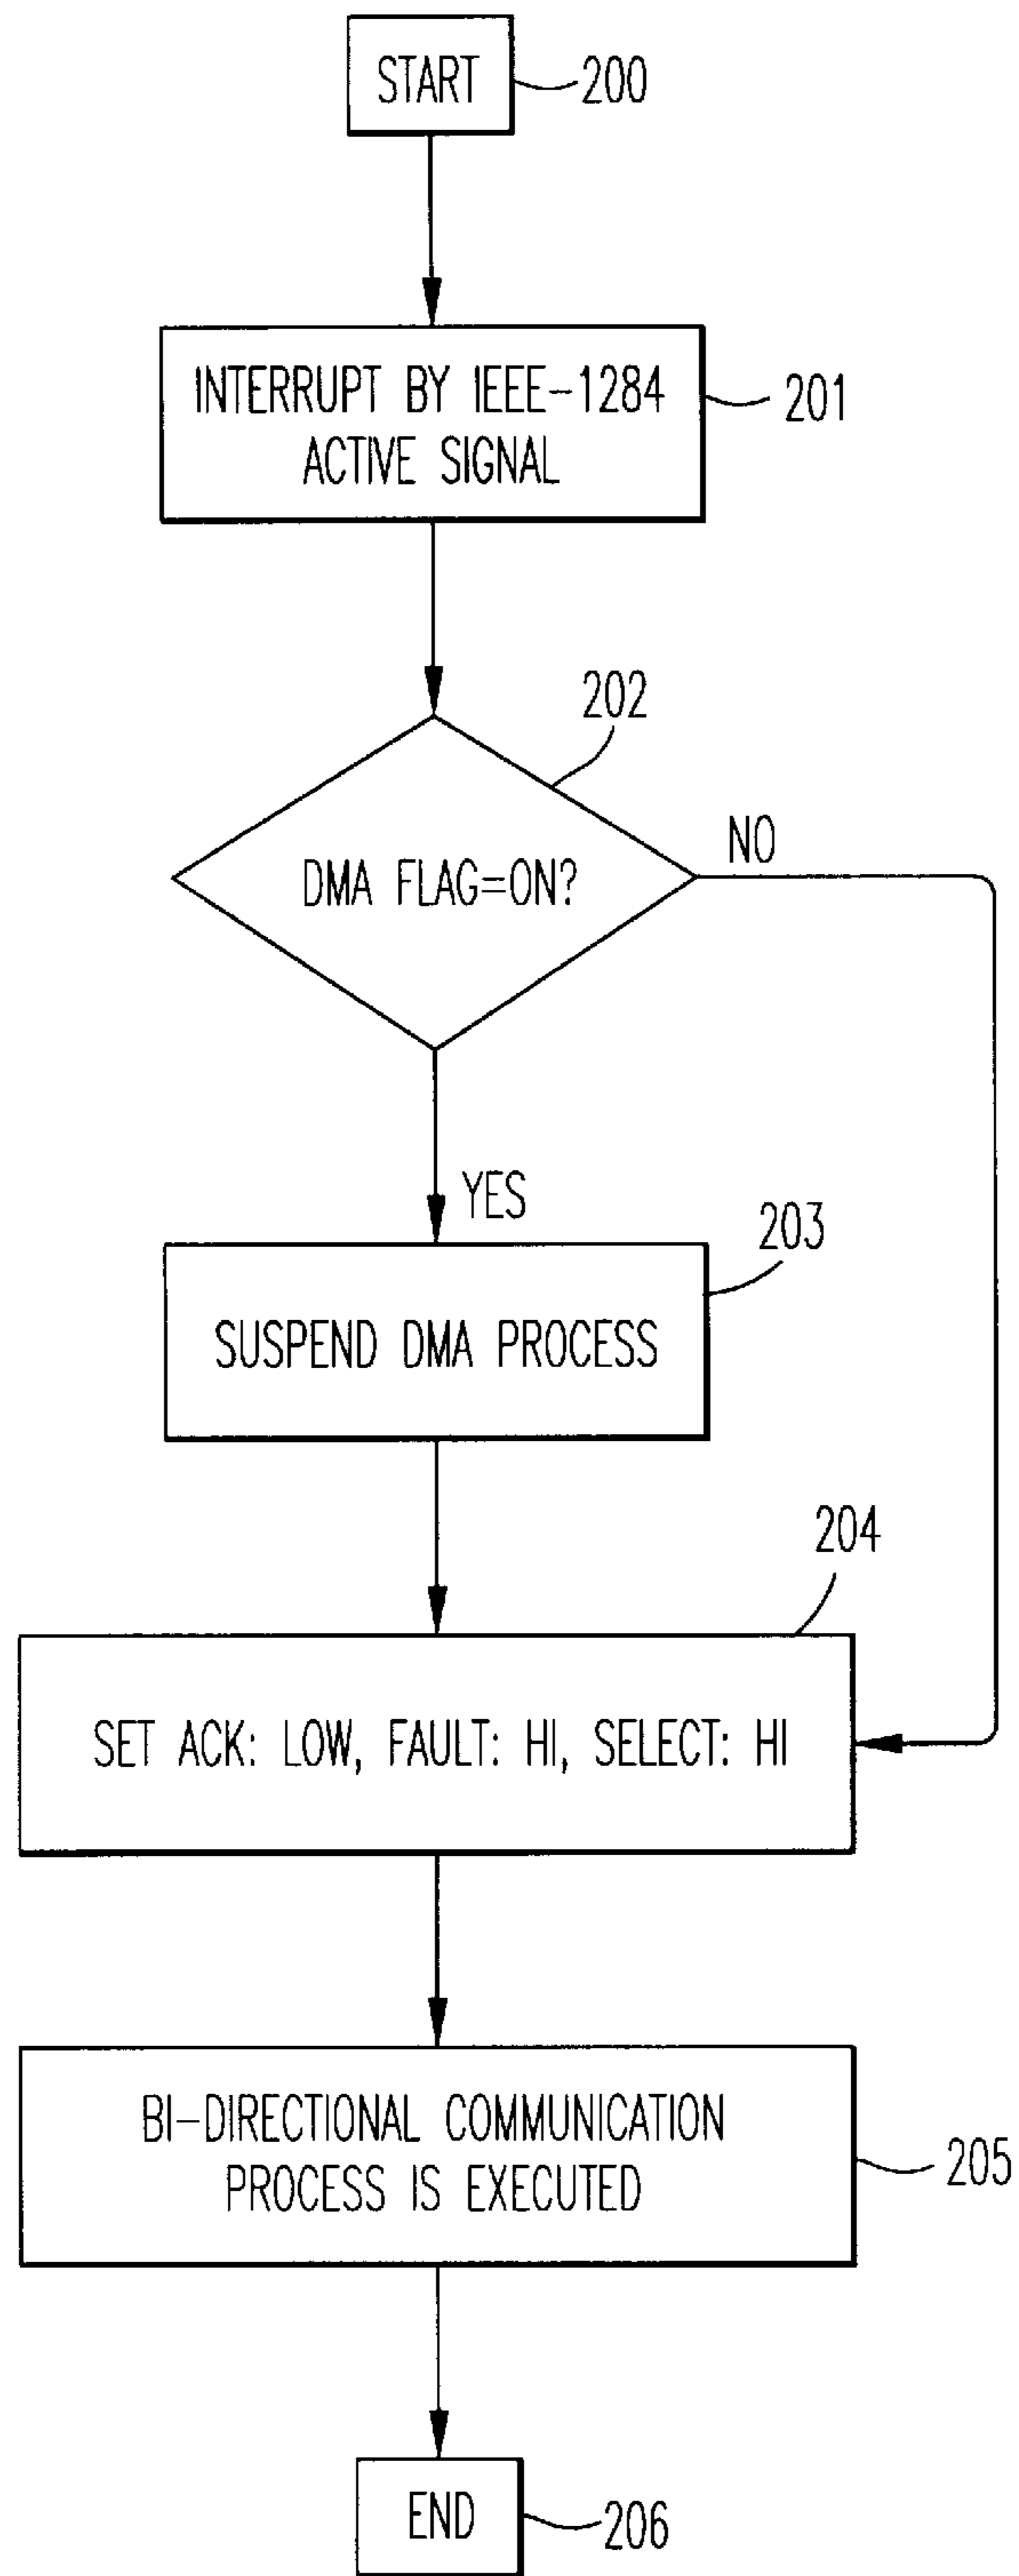 START
200
INTERRUPT BY IEEE-1284
ACTIVE SIGNAL
201
202
DMA FLAG=ON?
NO
YES
203
SUSPEND DMA PROCESS
204
SET ACK: LOW, FAULT: HI, SELECT: HI
BI-DIRECTIONAL COMMUNICATION
PROCESS IS EXECUTED
205
END
206